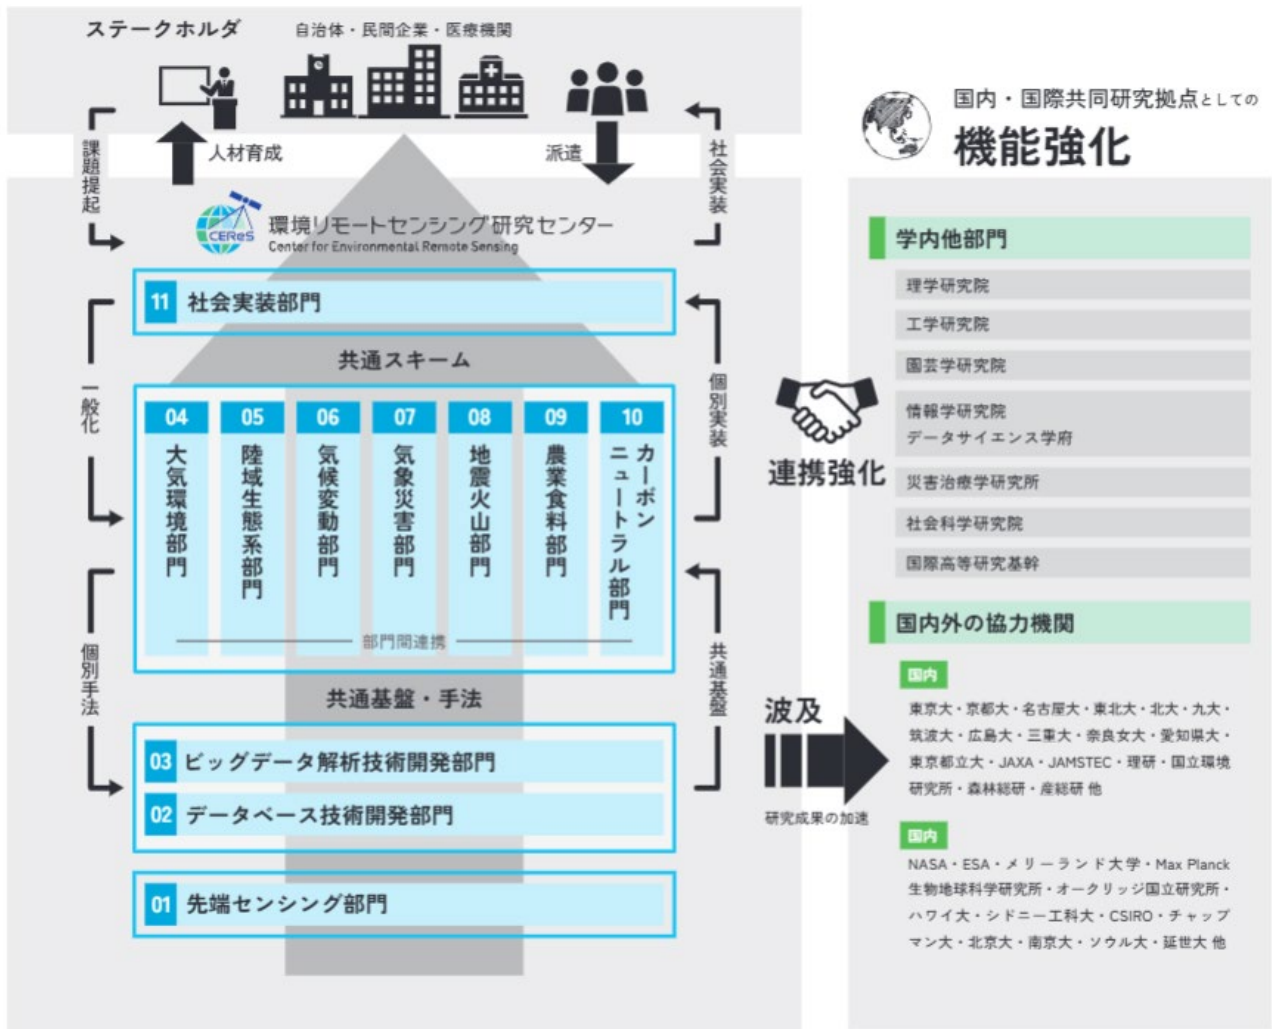 ステークホルダ
自治体・民間企業・医療機関
課題提起
人材育成
派遣
社会実装
CEReS
環境リモートセンシング研究センター
Center for Environmental Remote Sensing
11 社会実装部門
共通スキーム
一般化
個別実装
04 大気環境部門
05 陸域生態系部門
06 気候変動部門
07 気象災害部門
08 地震火山部門
09 農業食料部門
10 カーボン
ニュートラル部門
部門間連携
個別手法
共通基盤
共通基盤・手法
03 ビッグデータ解析技術開発部門
02 データベース技術開発部門
01 先端センシング部門
連携強化
波及
研究成果の加速
国内・国際共同研究拠点としての
機能強化
学内他部門
理学研究院
工学研究院
園芸学研究院
情報学研究院
データサイエンス学府
災害治療学研究所
社会科学研究院
国際高等研究基幹
国内外の協力機関
国内
東京大・京都大・名古屋大・東北大・北大・九大・
筑波大・広島大・三重大・奈良女大・愛知県大・
東京都立大・JAXA・JAMSTEC・理研・国立環境
研究所・森林総研・産総研 他
国内
NASA・ESA・メリーランド大学・Max Planck
生物地球科学研究所・オークリッジ国立研究所・
ハワイ大・シドニー工科大・CSIRO・チャップ
マン大・北京大・南京大・ソウル大・延世大 他